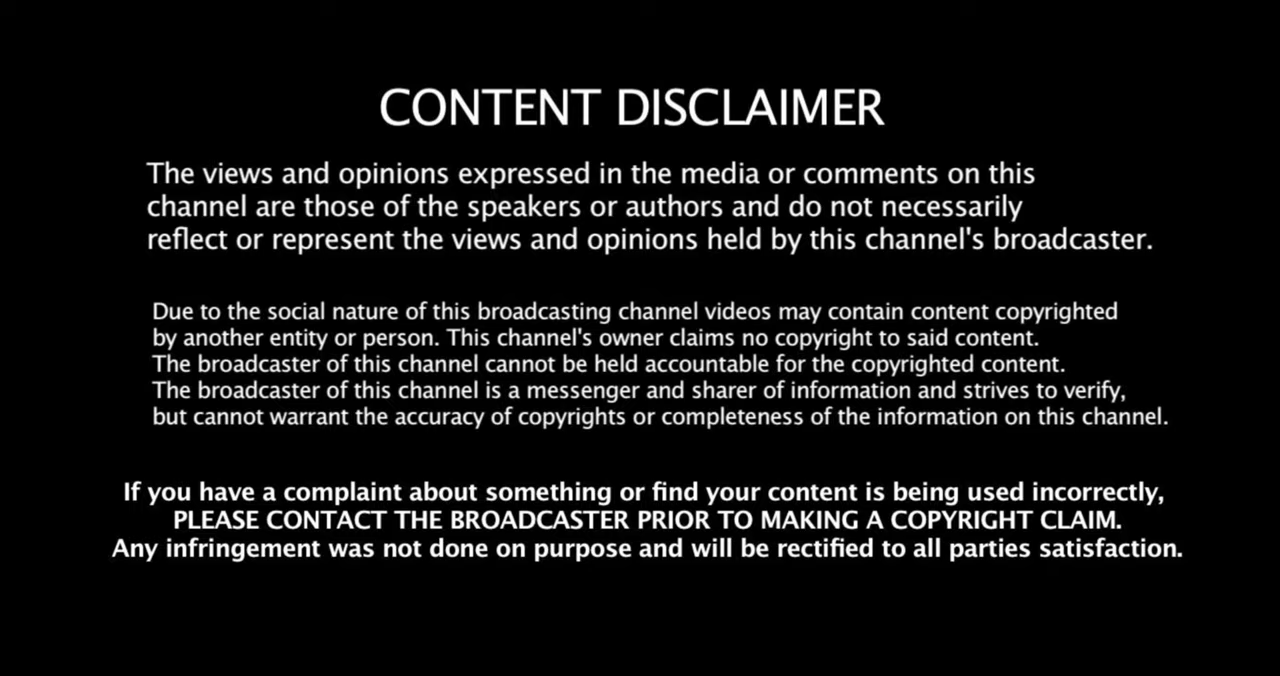 CONTENT DISCLAIMER
The views and opinions expressed in the media or comments on this
channel are those of the speakers or authors and do not necessarily
reflect or represent the views and opinions held by this channel's broadcaster.
Due to the social nature of this broadcasting channel videos may contain content copyrighted
by another entity or person. This channel's owner claims no copyright to said content.
The broadcaster of this channel cannot be held accountable for the copyrighted content.
The broadcaster of this channel is a messenger and sharer of information and strives to verify,
but cannot warrant the accuracy of copyrights or completeness of the information on this channel.
If you have a complaint about something or find your content is being used incorrectly,
PLEASE CONTACT THE BROADCASTER PRIOR TO MAKING A COPYRIGHT CLAIM.
Any infringement was not done on purpose and will be rectified to all parties satisfaction.